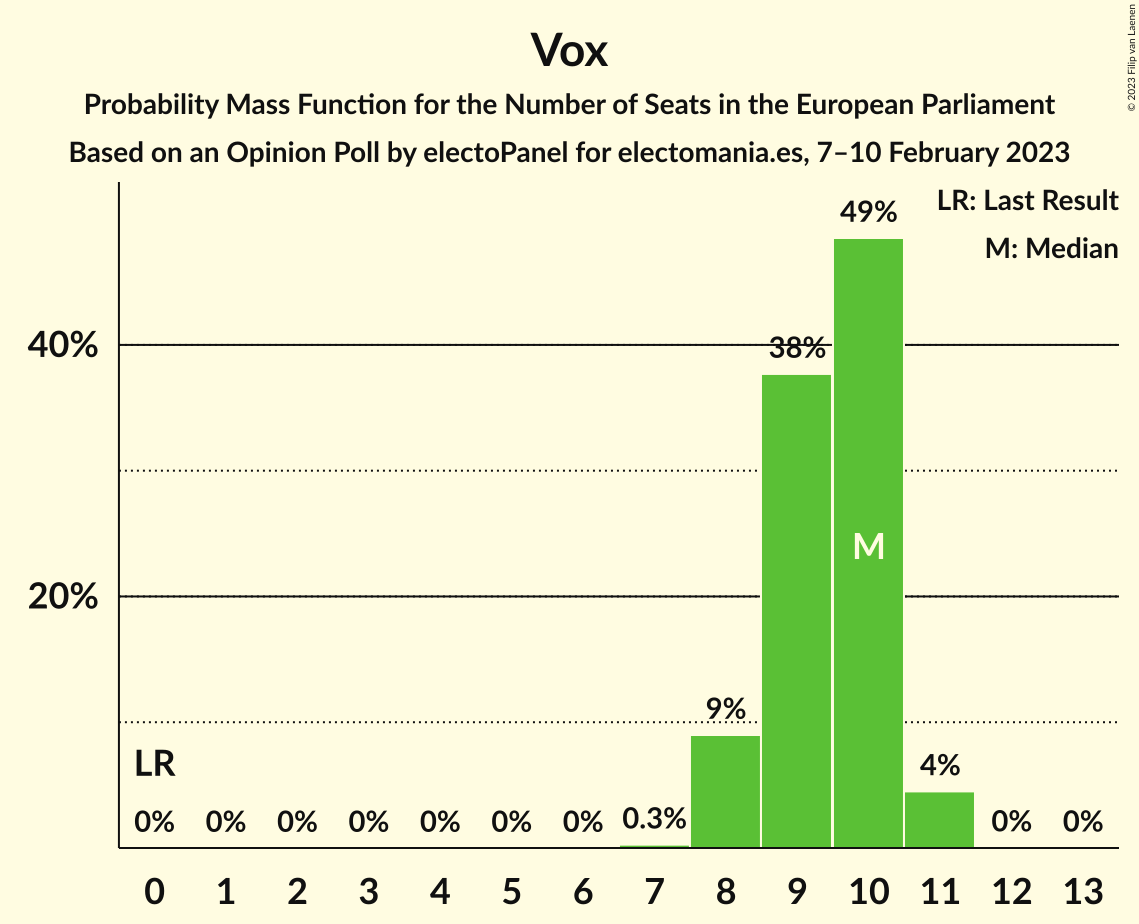 Vox
Probability Mass Function for the Number of Seats in the European Parliament
Based on an Opinion Poll by electoPanel for electomania.es, 7–10 February 2023
© 2023 Filip van Laenen
LR: Last Result
M: Median
49%
40%
38%
M
20%
9%
LR
4%
0% 0% 0% 0% 0% 0% 0% 0.3% 0% 0%
0 1 2 3 4 5 6 7 8 9 10 11 12 13